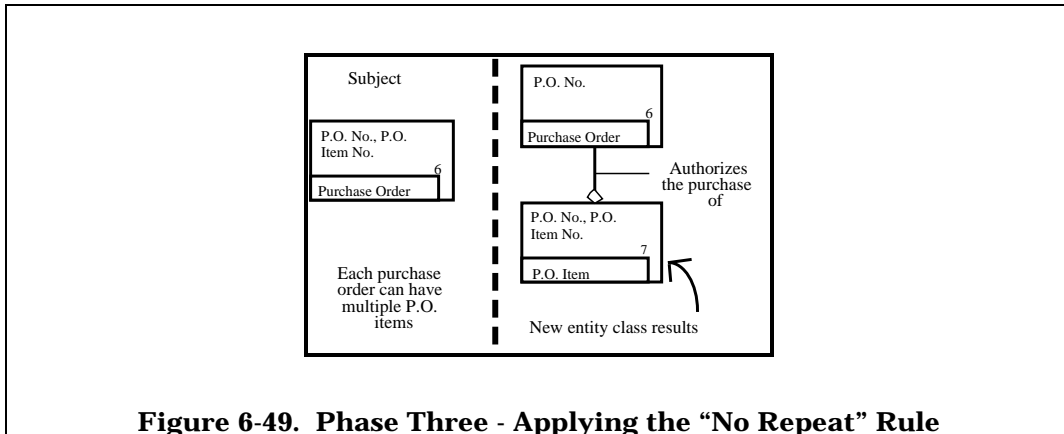 Subject
P.O. No., P.O.
Item No.
6
Purchase Order
Each purchase
order can have
multiple P.O.
items
P.O. No.
6
Purchase Order
Authorizes
the purchase
of
P.O. No., P.O.
Item No.
7
P.O. Item
New entity class results
Figure 6-49. Phase Three - Applying the “No Repeat” Rule